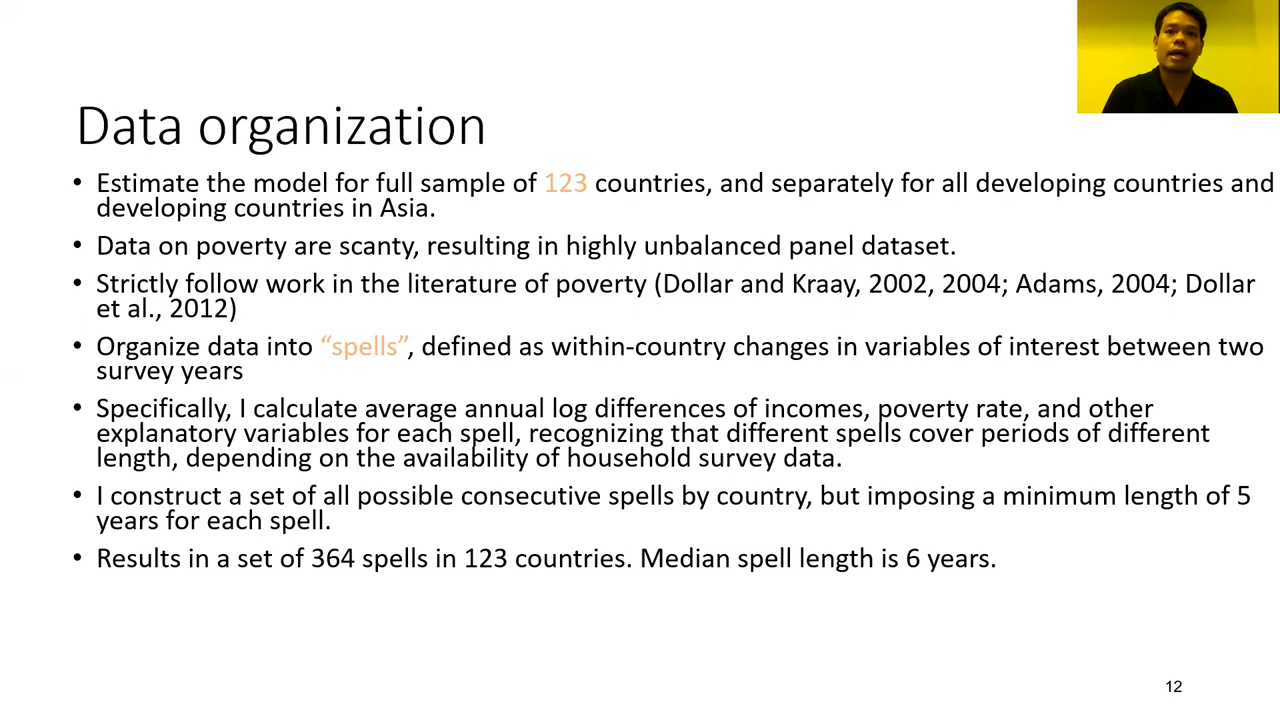 Data organization
• Estimate the model for full sample of 123 countries, and separately for all developing countries and
developing countries in Asia.
• Data on poverty are scanty, resulting in highly unbalanced panel dataset.
• Strictly follow work in the literature of poverty (Dollar and Kraay, 2002, 2004; Adams, 2004; Dollar
et al., 2012)
• Organize data into “spells”, defined as within-country changes in variables of interest between two
survey years
• Specifically, I calculate average annual log differences of incomes, poverty rate, and other
explanatory variables for each spell, recognizing that different spells cover periods of different
length, depending on the availability of household survey data.
• I construct a set of all possible consecutive spells by country, but imposing a minimum length of 5
years for each spell.
• Results in a set of 364 spells in 123 countries. Median spell length is 6 years.
12